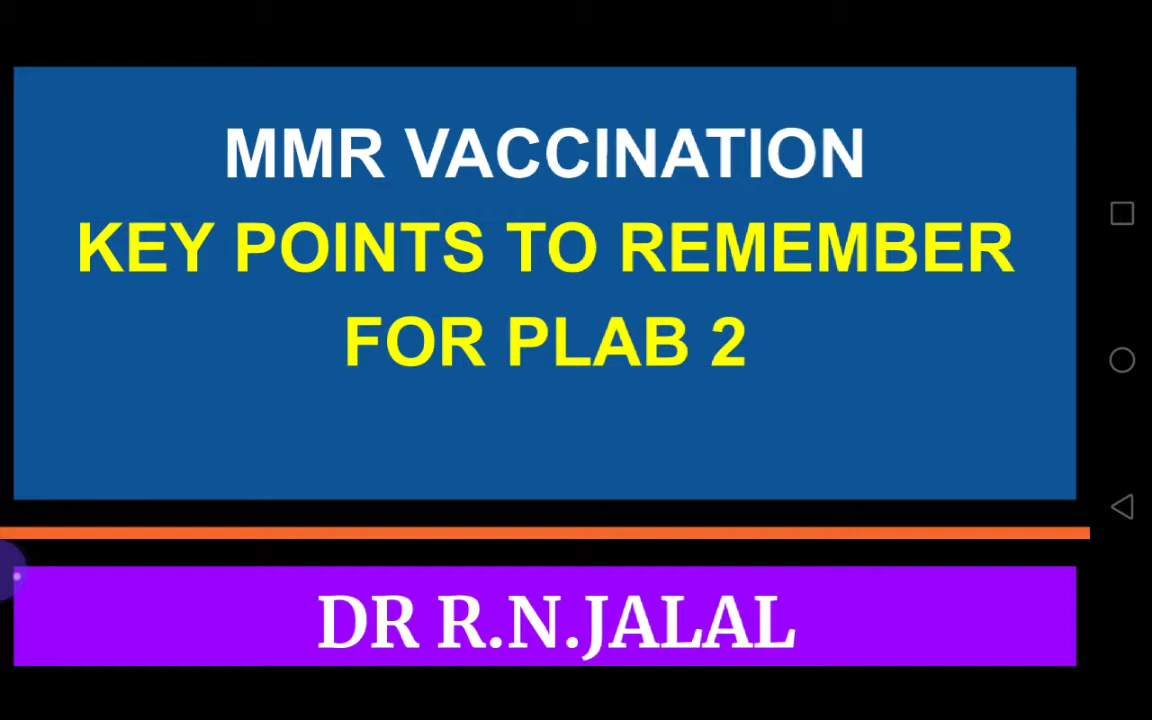 MMR VACCINATION
KEY POINTS TO REMEMBER
FOR PLAB 2
DR R.N.JALAL